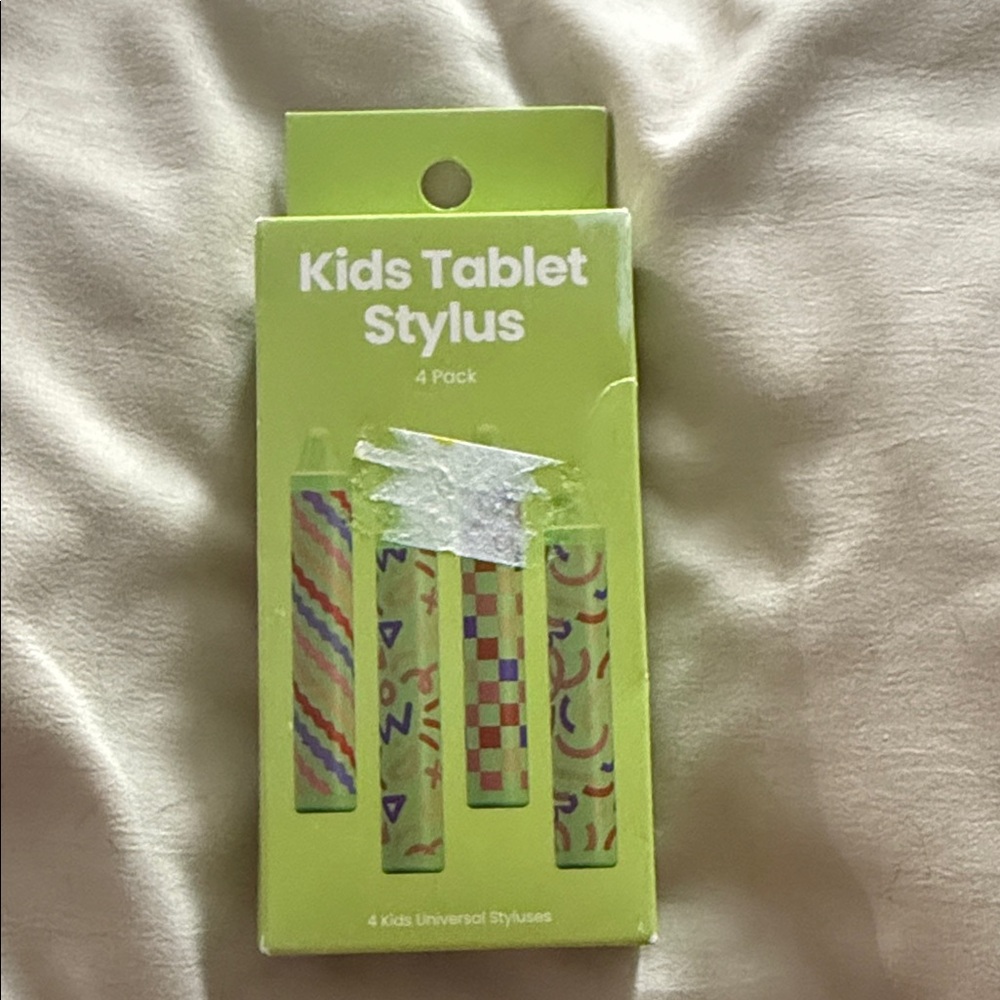 Kids Tablet
Stylus
4 Pack
4 Kids Universal Styluses